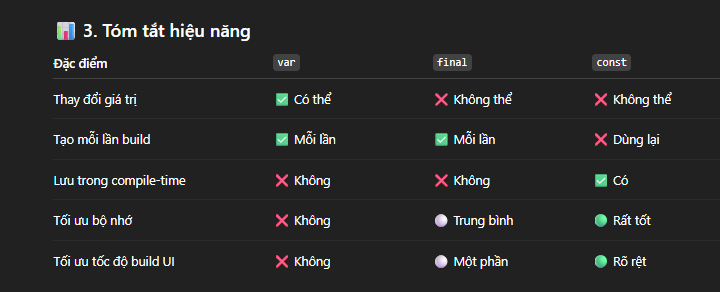 📊 3. Tóm tắt hiệu năng
Đặc điểm var final const
Thay đổi giá trị ✅ Có thể ❌ Không thể ❌ Không thể
Tạo mỗi lần build ✅ Mỗi lần ✅ Mỗi lần ❌ Dùng lại
Lưu trong compile-time ❌ Không ❌ Không ✅ Có
Tối ưu bộ nhớ ❌ Không ⚪ Trung bình 🟢 Rất tốt
Tối ưu tốc độ build UI ❌ Không ⚪ Một phần 🟢 Rõ rệt